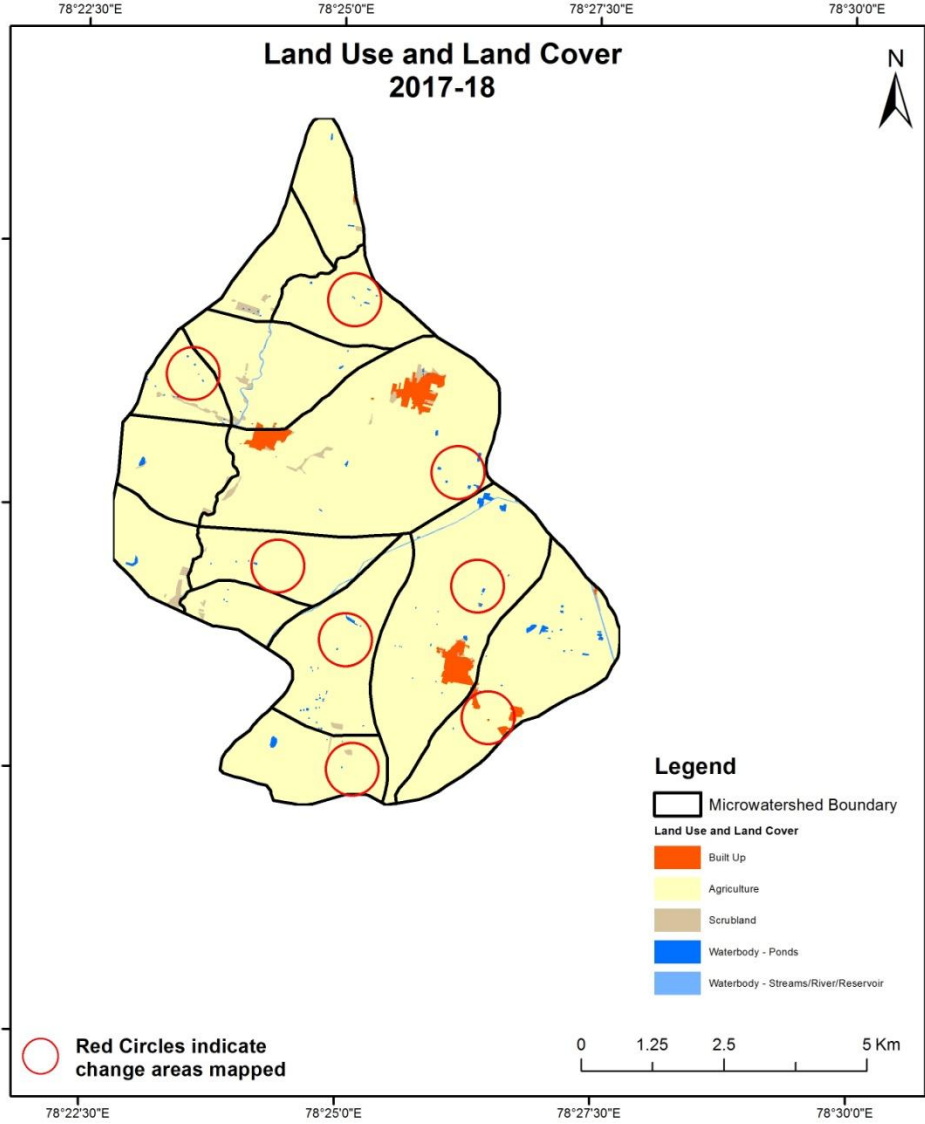 78°22'30"E
78°25'0"E
78°27'30"E
78°30'0"E
Land Use and Land Cover
2017-18
N
Legend
Microwatershed Boundary
Land Use and Land Cover
Built Up
Agriculture
Scrubland
Waterbody - Ponds
Waterbody - Streams/River/Reservoir
Red Circles indicate
change areas mapped
0 1.25 2.5 5 Km
78°22'30"E
78°25'0"E
78°27'30"E
78°30'0"E